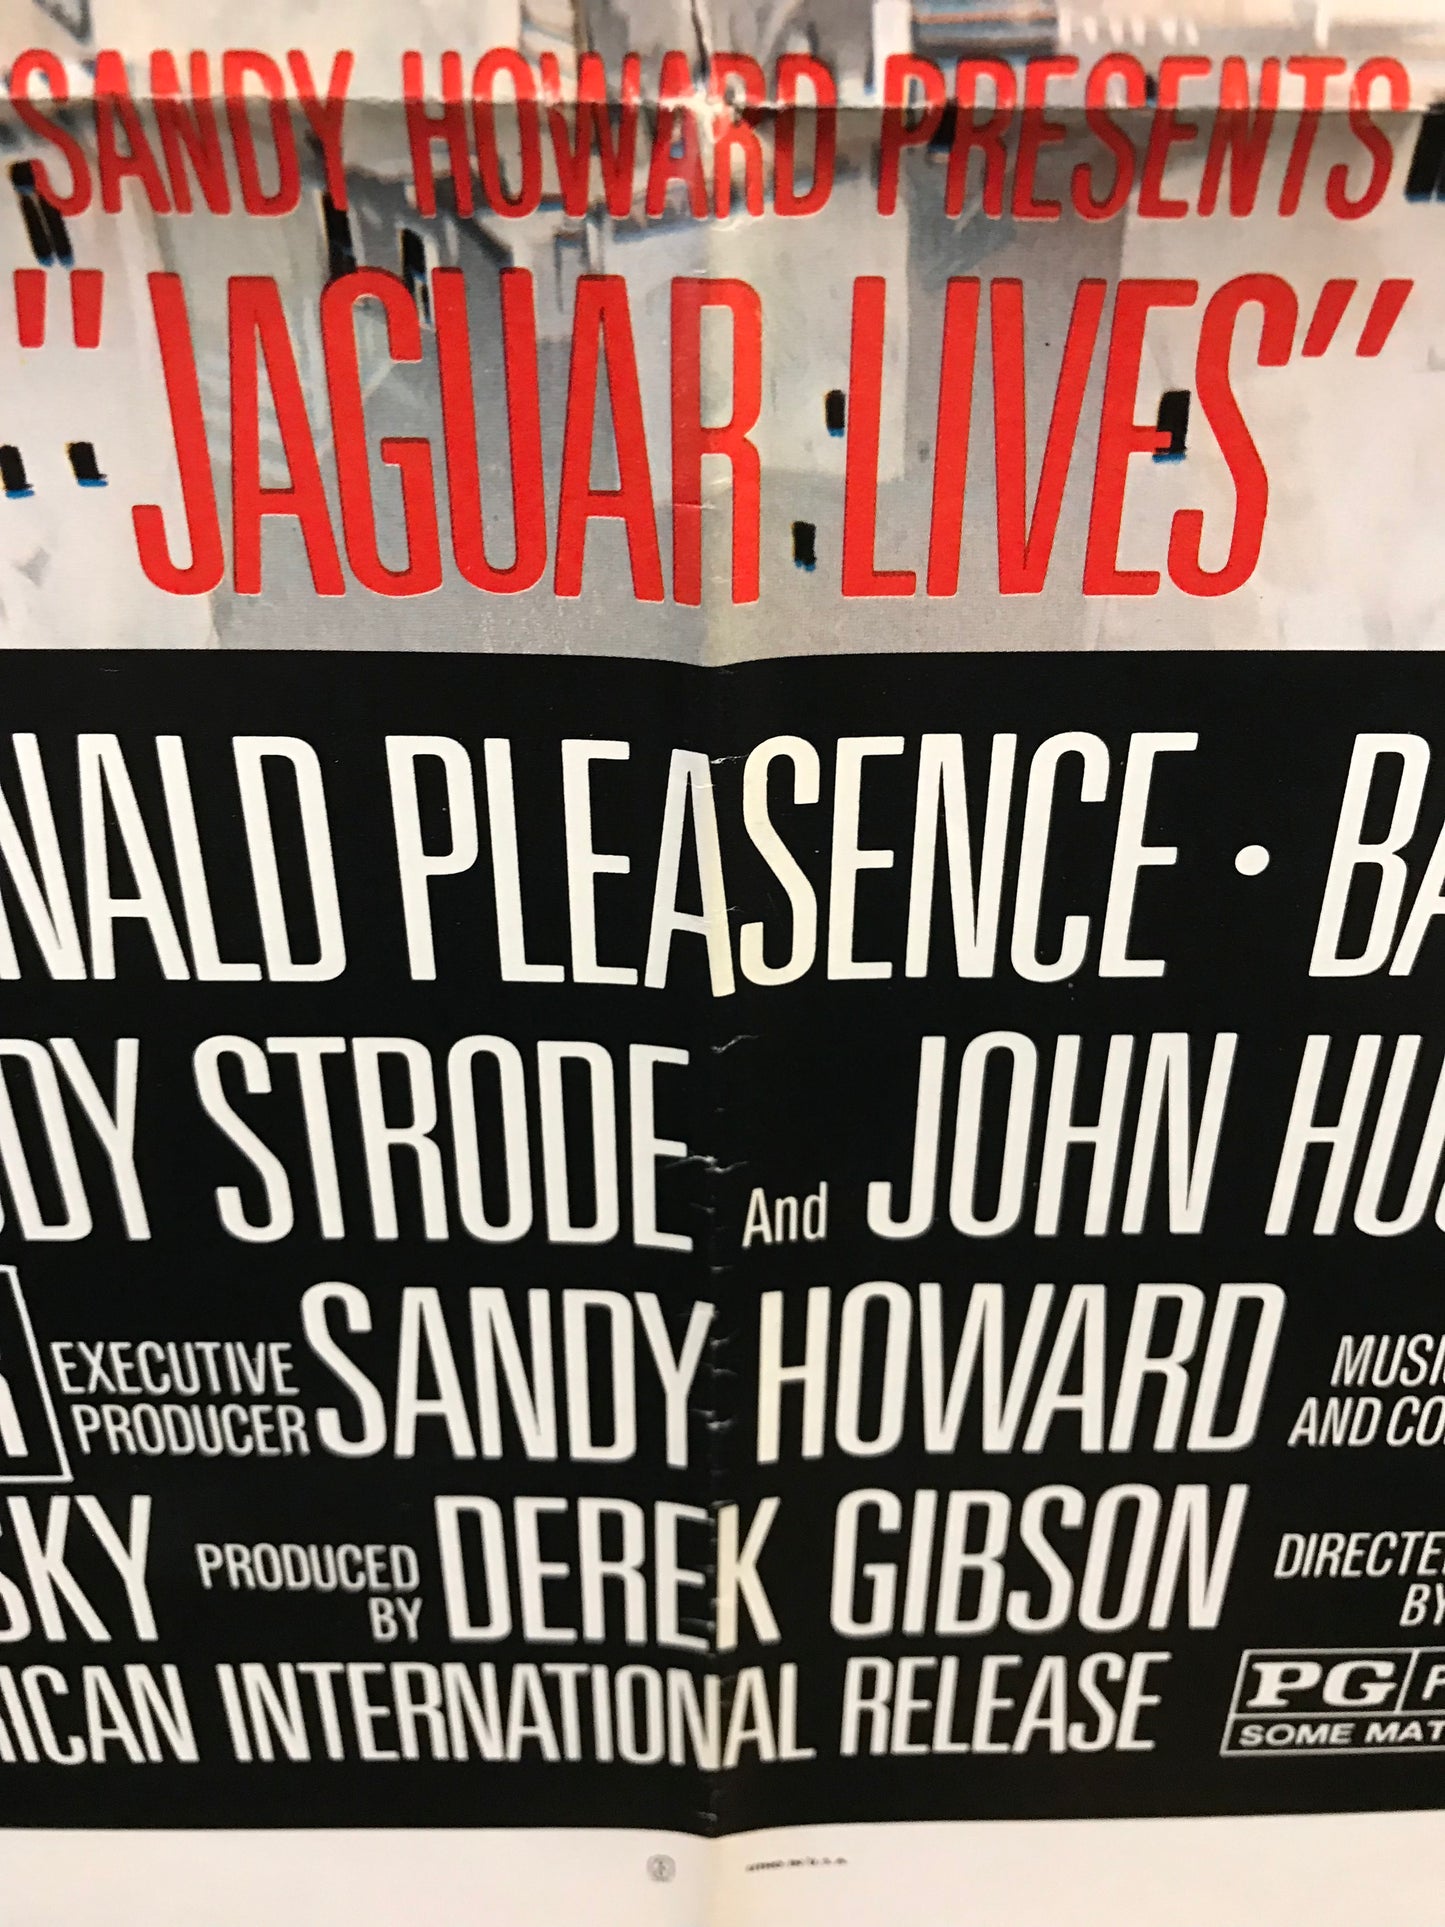 SANDY HOWARD PRESENTS
"JAGUAR LIVES"
NALD PLEASENCE · BA
DY STRODE And JOHN HU
EXECUTIVE PRODUCER SANDY HOWARD MUSI
AND CO
SKY PRODUCED BY DEREK GIBSON DIRECTE
BY
RICAN INTERNATIONAL RELEASE PG P
SOME MAT